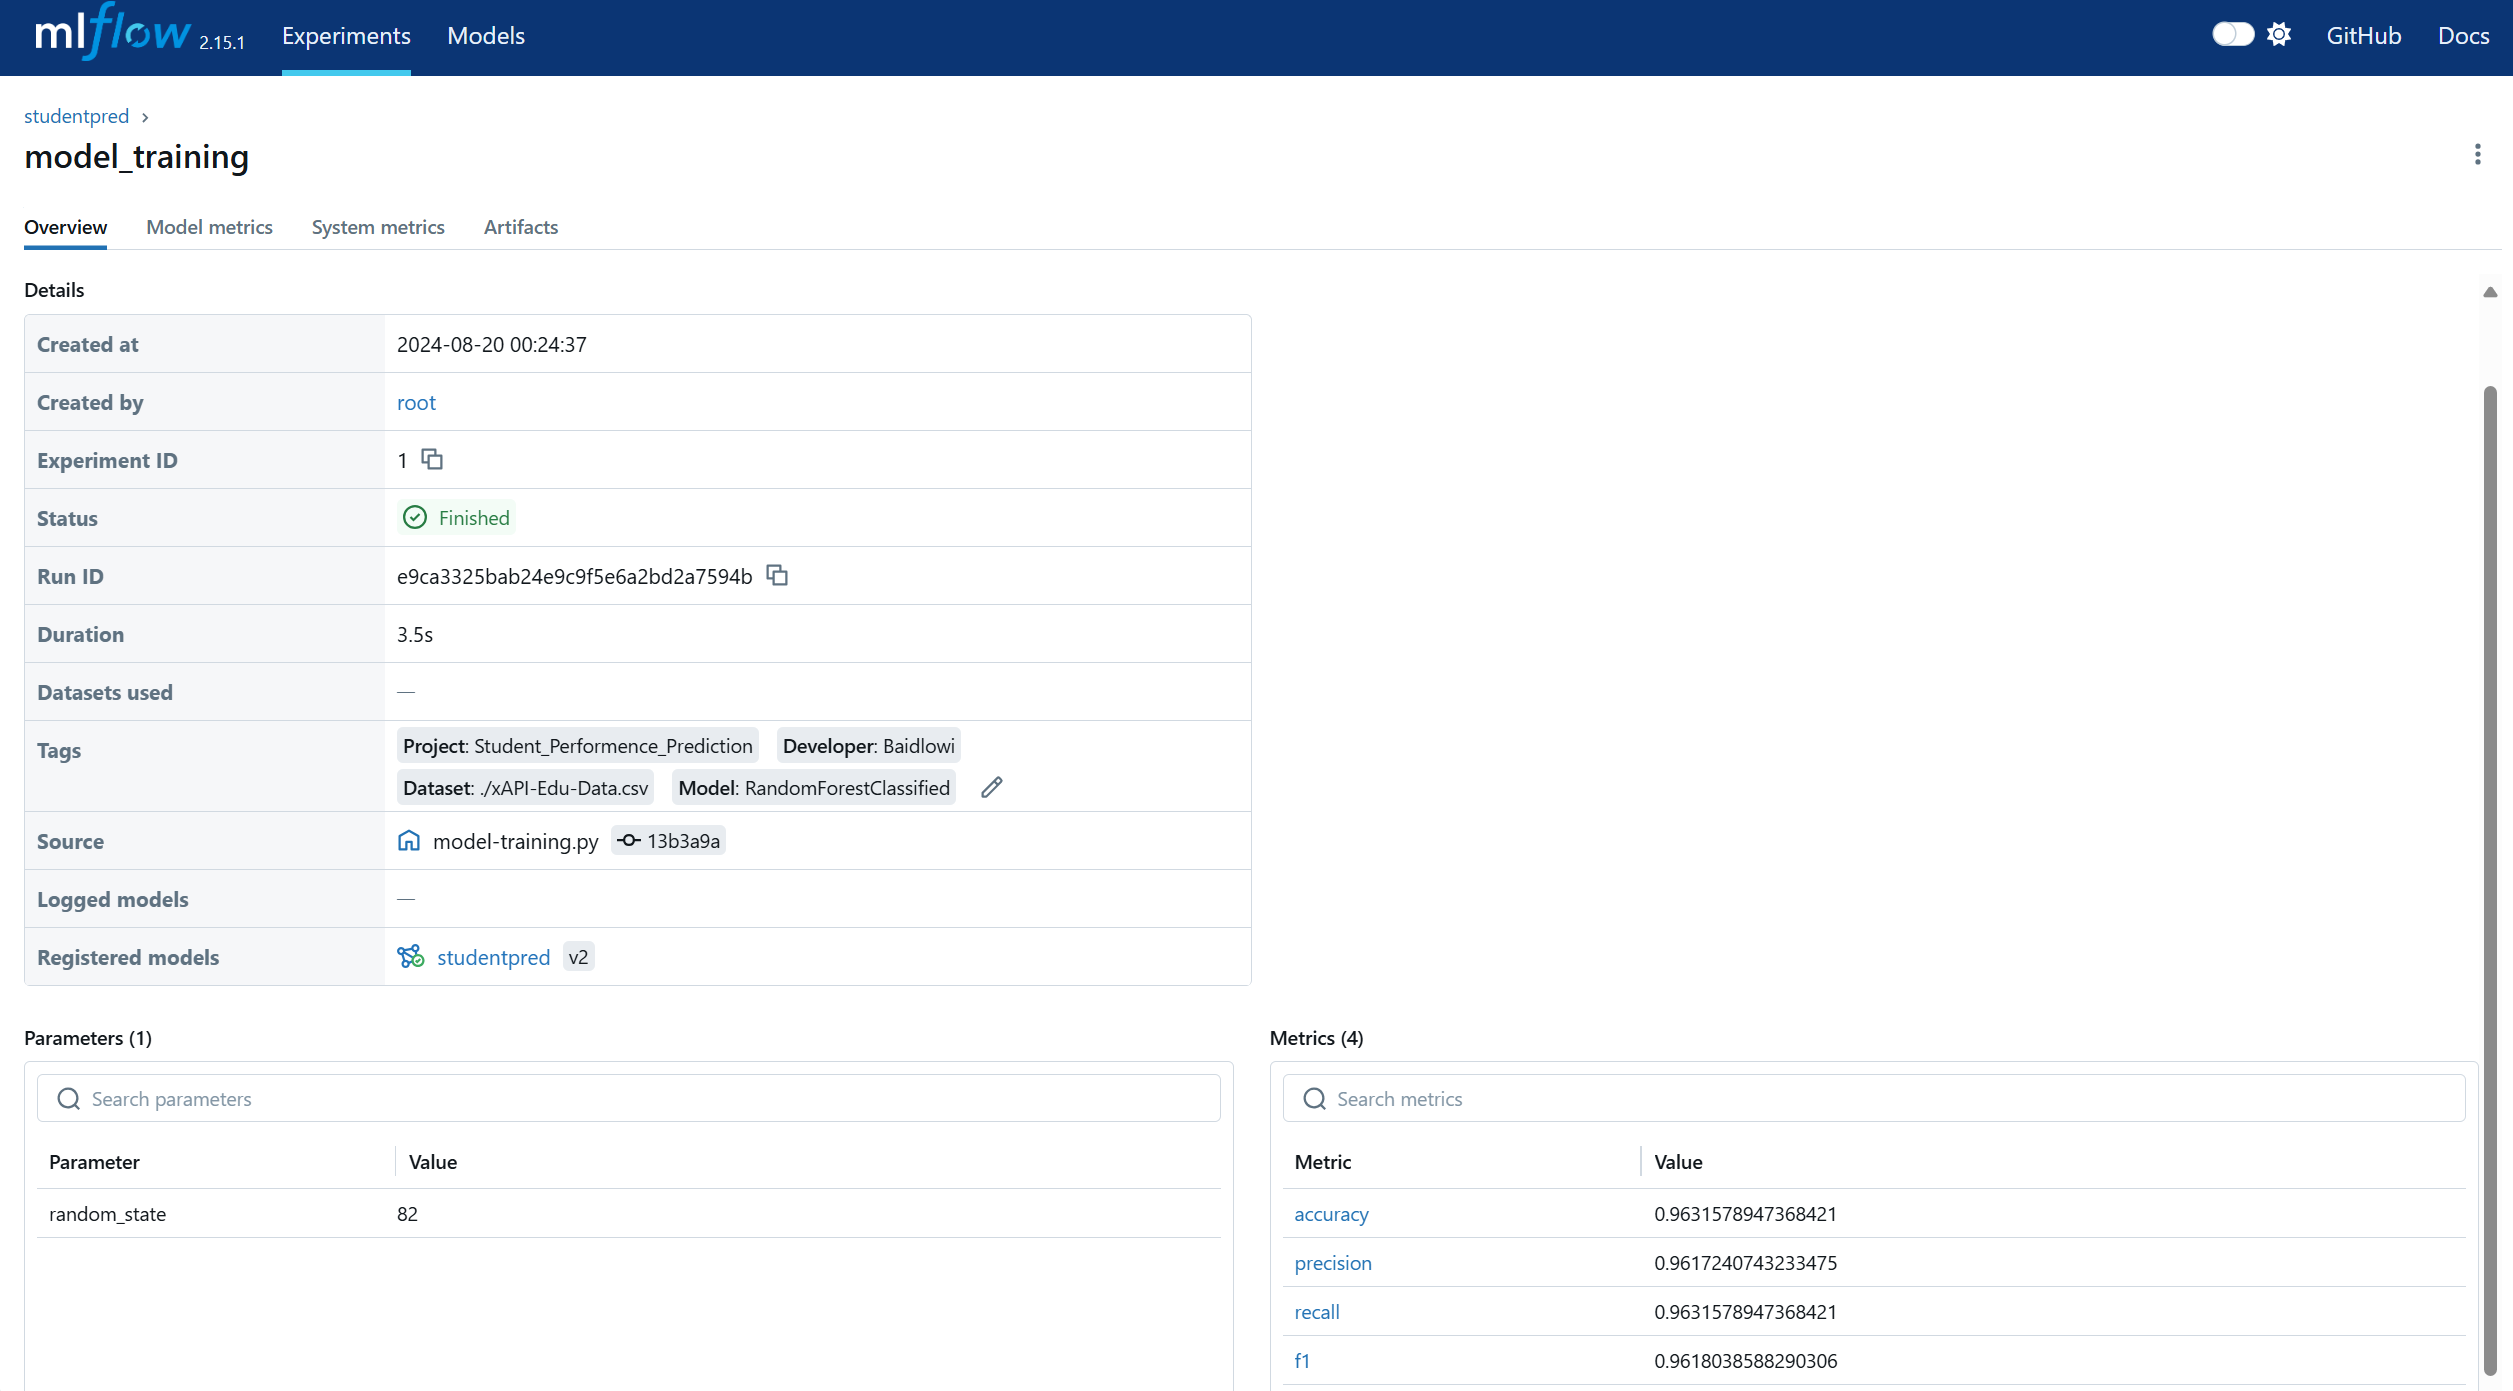 mlflow 2.15.1 Experiments Models GitHub Docs
studentpred
model_training
Overview Model metrics System metrics Artifacts
Details
Created at 2024-08-20 00:24:37
Created by root
Experiment ID 1
Status Finished
Run ID e9ca3325bab24e9c9f5e6a2bd2a7594b
Duration 3.5s
Datasets used —
Tags Project: Student_Performence_Prediction Developer: Baidlowi
Dataset: ./xAPI-Edu-Data.csv Model: RandomForestClassified
Source model-training.py 13b3a9a
Logged models —
Registered models studentpred v2
Parameters (1)
Search parameters
Parameter Value
random_state 82
Metrics (4)
Search metrics
Metric Value
accuracy 0.9631578947368421
precision 0.9617240743233475
recall 0.9631578947368421
f1 0.9618038588290306